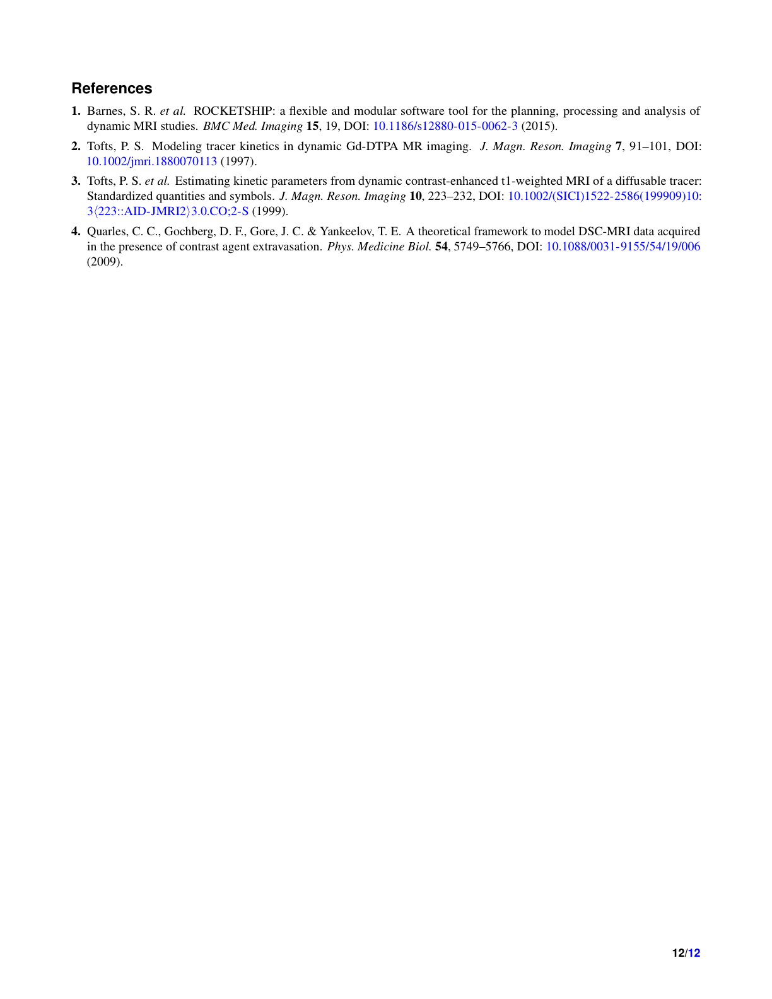 References
1. Barnes, S. R. et al. ROCKETSHIP: a flexible and modular software tool for the planning, processing and analysis of
dynamic MRI studies. BMC Med. Imaging 15, 19, DOI: 10.1186/s12880-015-0062-3 (2015).
2. Tofts, P. S. Modeling tracer kinetics in dynamic Gd-DTPA MR imaging. J. Magn. Reson. Imaging 7, 91–101, DOI:
10.1002/jmri.1880070113 (1997).
3. Tofts, P. S. et al. Estimating kinetic parameters from dynamic contrast-enhanced t1-weighted MRI of a diffusable tracer:
Standardized quantities and symbols. J. Magn. Reson. Imaging 10, 223–232, DOI: 10.1002/(SICI)1522-2586(199909)10:
3⟨223::AID-JMRI2⟩3.0.CO;2-S (1999).
4. Quarles, C. C., Gochberg, D. F., Gore, J. C. & Yankeelov, T. E. A theoretical framework to model DSC-MRI data acquired
in the presence of contrast agent extravasation. Phys. Medicine Biol. 54, 5749–5766, DOI: 10.1088/0031-9155/54/19/006
(2009).
12/12